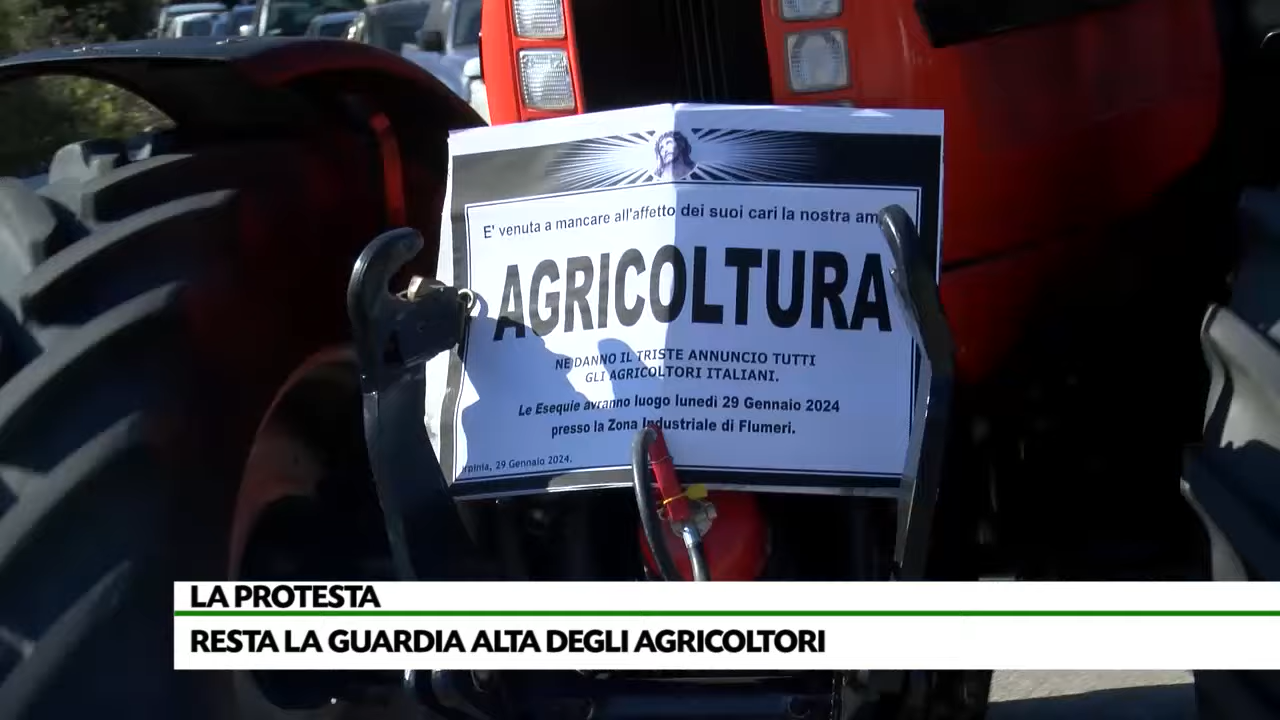 E' venuta a mancare all'affetto dei suoi cari la nostra am
AGRICOLTURA
NE DANNO IL TRISTE ANNUNCIO TUTTI
GLI AGRICOLTORI ITALIANI.
Le Esequie avranno luogo lunedì 29 Gennaio 2024
presso la Zona Industriale di Flumeri.
rpinia, 29 Gennaio 2024.
LA PROTESTA
RESTA LA GUARDIA ALTA DEGLI AGRICOLTORI